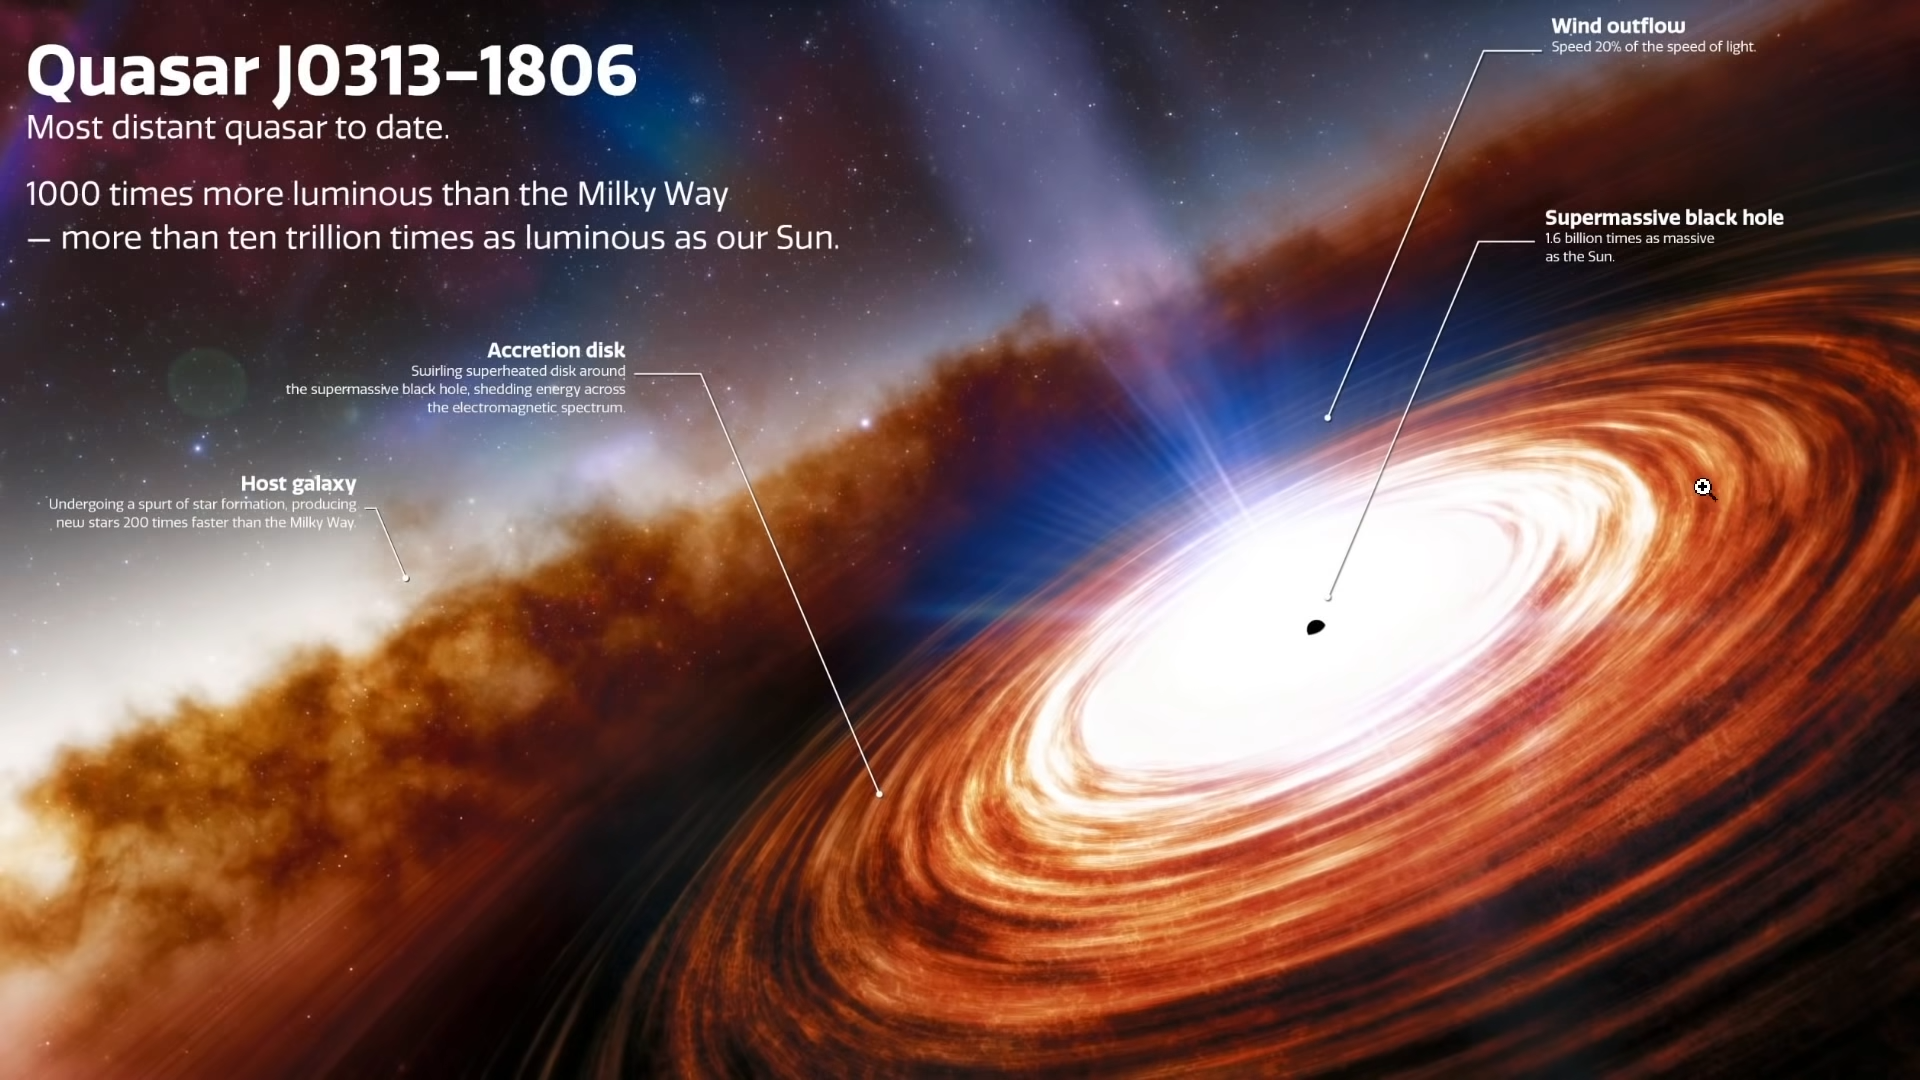 Quasar J0313–1806
Most distant quasar to date.
1000 times more luminous than the Milky Way
– more than ten trillion times as luminous as our Sun.
Wind outflow
Speed 20% of the speed of light.
Supermassive black hole
1.6 billion times as massive
as the Sun.
Accretion disk
Swirling superheated disk around
the supermassive black hole, shedding energy across
the electromagnetic spectrum.
Host galaxy
Undergoing a spurt of star formation, producing
new stars 200 times faster than the Milky Way.